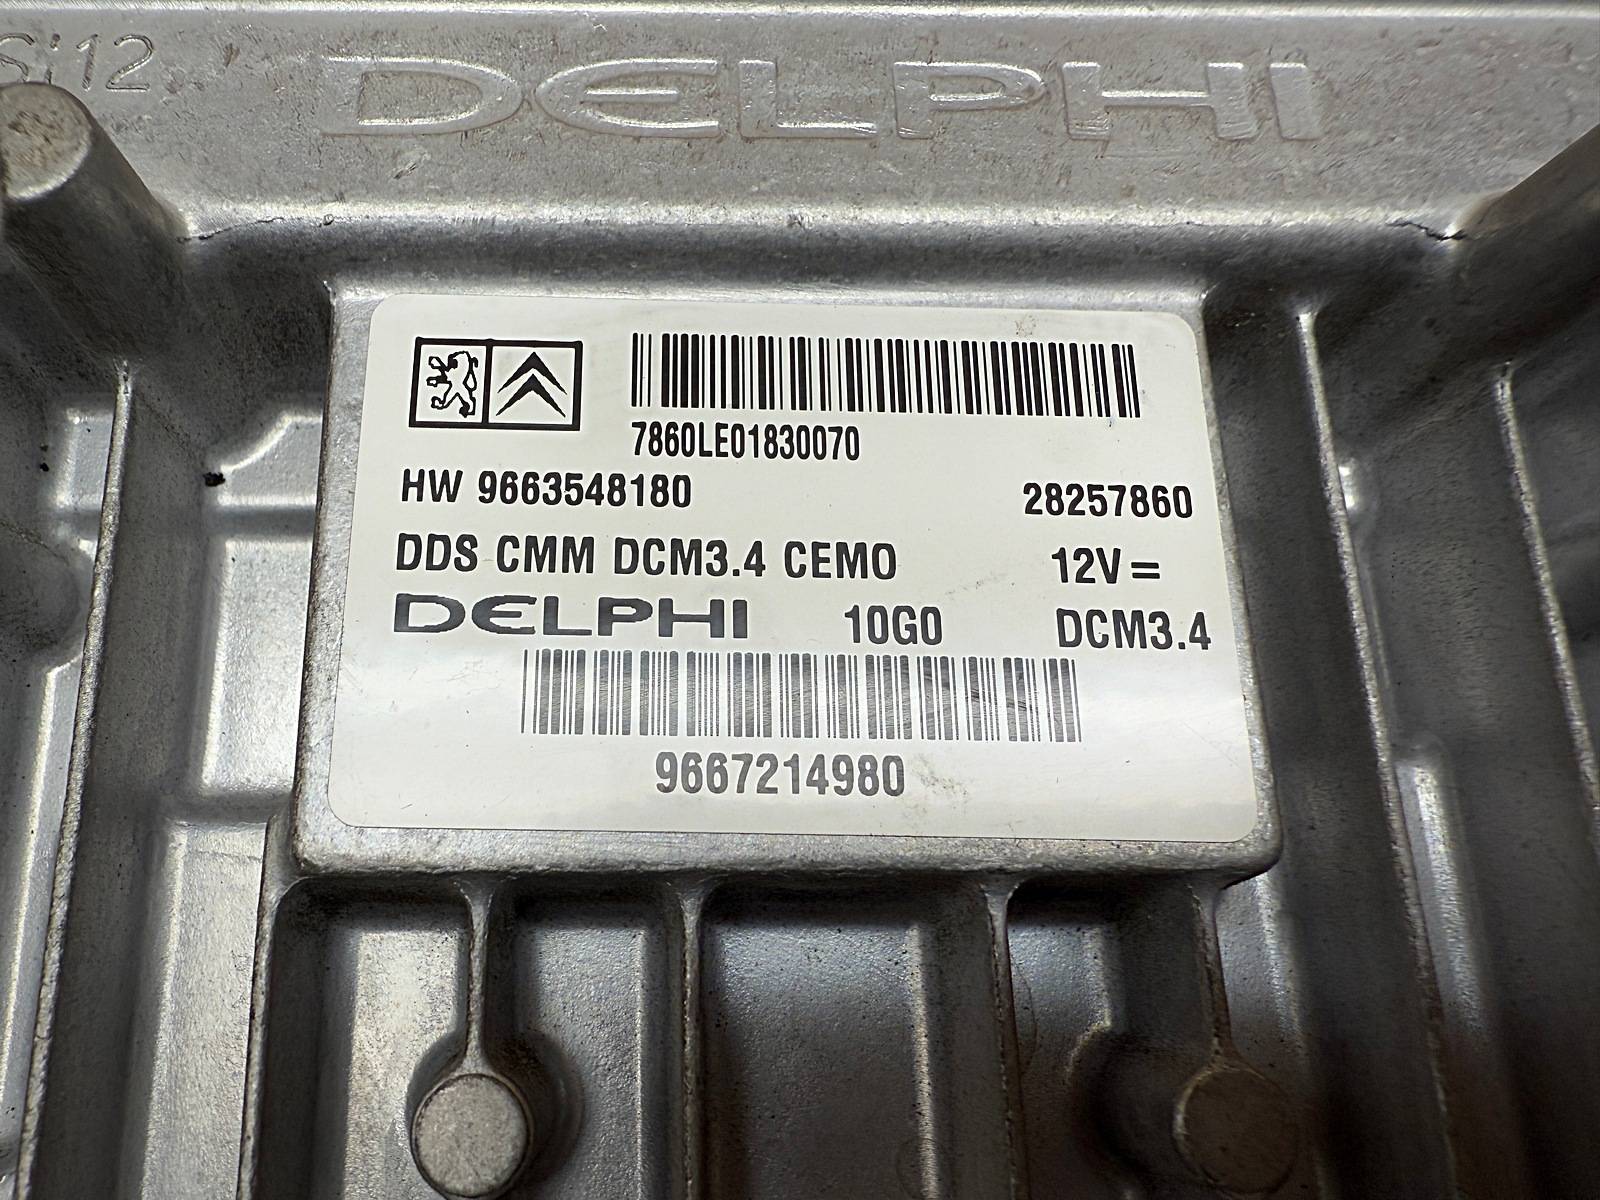 DELPHI
7860LE01830070
HW 9663548180 28257860
DDS CMM DCM3.4 CEMO 12V=
DELPHI 10G0 DCM3.4
9667214980